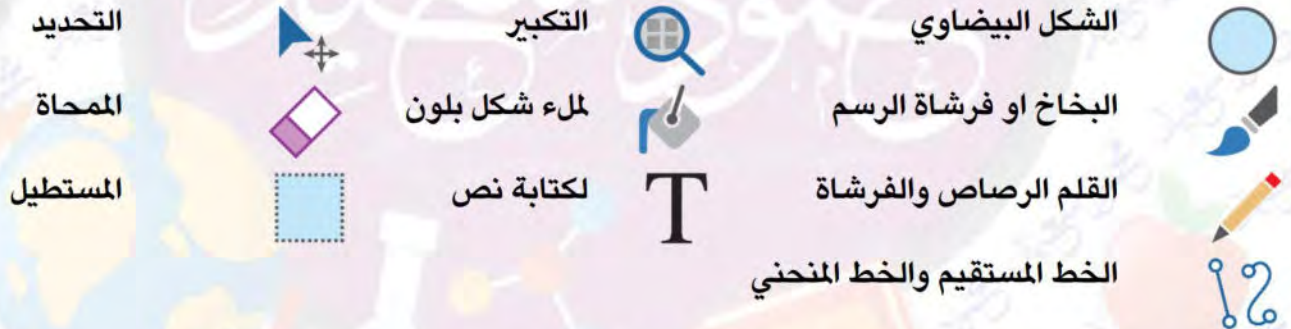 الشكل البيضاوي التكبير التحديد
البخاخ او فرشاة الرسم لملء شكل بلون الممحاة
القلم الرصاص والفرشاة T لكتابة نص المستطيل
الخط المستقيم والخط المنحني